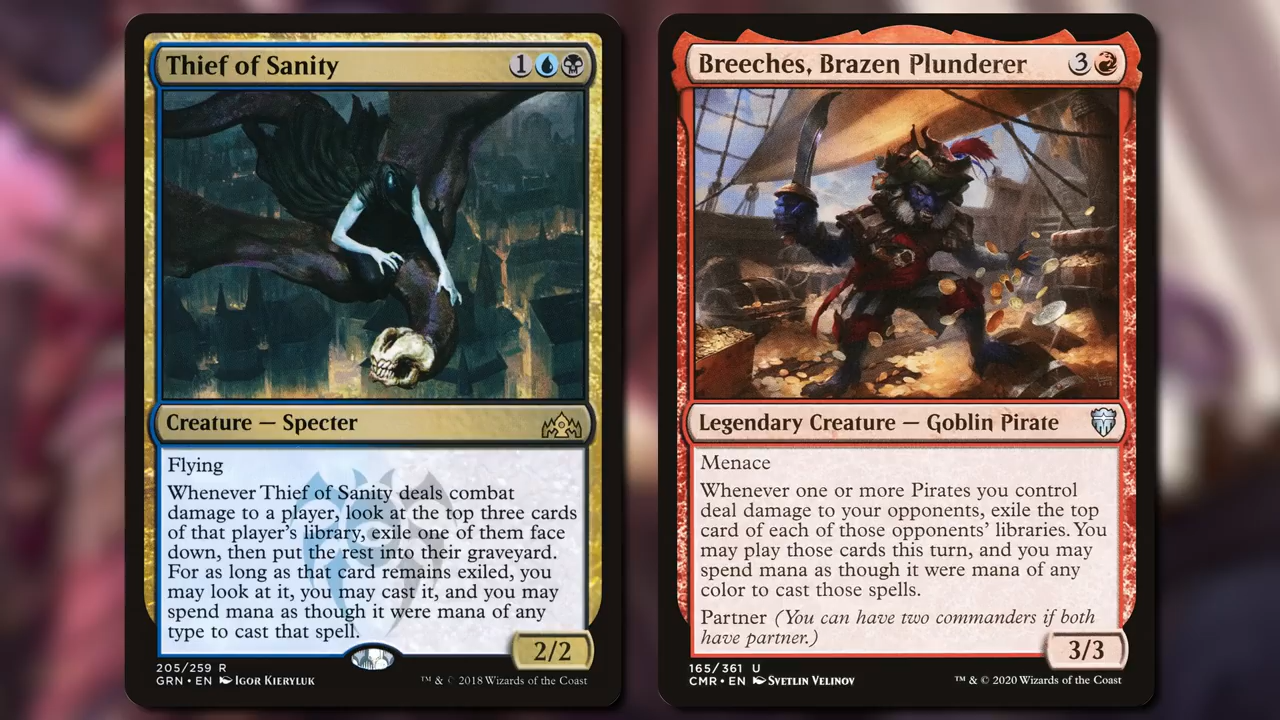 Thief of Sanity
1
Creature — Specter
Flying
Whenever Thief of Sanity deals combat
damage to a player, look at the top three cards
of that player's library, exile one of them face
down, then put the rest into their graveyard.
For as long as that card remains exiled, you
may look at it, you may cast it, and you may
spend mana as though it were mana of any
type to cast that spell.
2/2
205/259 R
GRN • EN Igor Kieryluk
™ & © 2018 Wizards of the Coast
Breeches, Brazen Plunderer
3
Legendary Creature — Goblin Pirate
Menace
Whenever one or more Pirates you control
deal damage to your opponents, exile the top
card of each of those opponents' libraries. You
may play those cards this turn, and you may
spend mana as though it were mana of any
color to cast those spells.
Partner (You can have two commanders if both
have partner.)
3/3
165/361 U
CMR • EN Svetlin Velinov
™ & © 2020 Wizards of the Coast